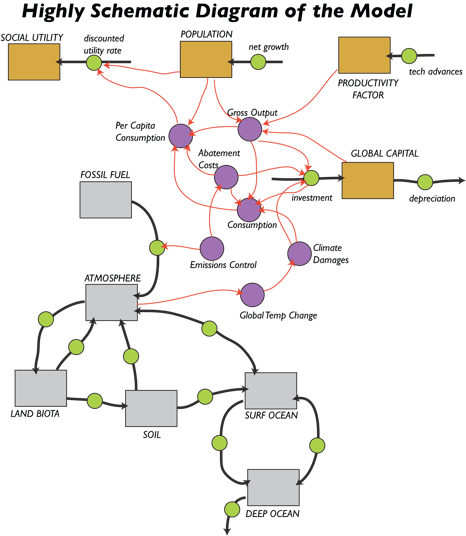 Highly Schematic Diagram of the Model
SOCIAL UTILITY
discounted
utility rate
POPULATION
net growth
PRODUCTIVITY
FACTOR
tech advances
Per Capita
Consumption
Gross Output
Abatement
Costs
GLOBAL CAPITAL
investment
depreciation
FOSSIL FUEL
Consumption
Emissions Control
Climate
Damages
ATMOSPHERE
Global Temp Change
LAND BIOTA
SOIL
SURF OCEAN
DEEP OCEAN